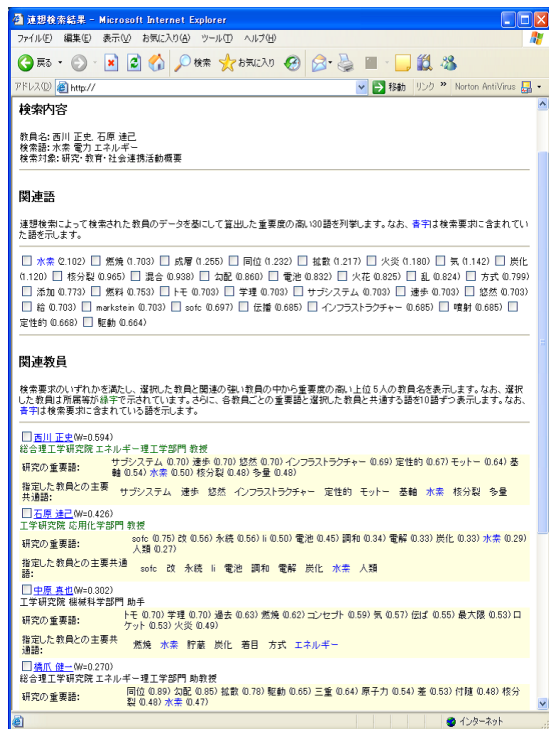 連想検索結果 - Microsoft Internet Explorer
ファイル(F) 編集(E) 表示(V) お気に入り(A) ツール(T) ヘルプ(H)
戻る 検索 お気に入り
アドレス(D) http:// 移動 リンク » Norton AntiVirus
検索内容
教員名: 西川 正史, 石原 達己
検索語: 水素 電力 エネルギー
検索対象: 研究・教育・社会連携活動概要
関連語
連想検索によって検索された教員のデータを基にして算出した重要度の高い30語を列挙します。なお、青字は検索要求に含まれてい
た語を示します。
水素 (2.102) 燃焼 (1.703) 成層 (1.255) 同位 (1.232) 拡散 (1.217) 火炎 (1.180) 気 (1.142) 炭化
(1.120) 核分裂 (0.965) 混合 (0.938) 勾配 (0.860) 電池 (0.832) 火花 (0.825) 乱 (0.824) 方式 (0.799)
添加 (0.773) 燃料 (0.753) トモ (0.703) 学理 (0.703) サブシステム (0.703) 速歩 (0.703) 悠然 (0.703)
給 (0.703) markstein (0.703) sofc (0.697) 伝播 (0.685) インフラストラクチャー (0.685) 噴射 (0.685)
定性的 (0.668) 駆動 (0.664)
関連教員
検索要求のいずれかを満たし、選択した教員と関連の強い教員の中から重要度の高い上位5人の教員名を表示します。なお、選択
した教員は所属等が緑字で示されています。さらに、各教員ごとの重要語と選択した教員と共通する語を10語ずつ表示します。なお、
青字は検索要求に含まれている語を示します。
西川 正史(W=0.594)
総合理工学研究院 エネルギー理工学部門 教授
研究の重要語: サブシステム (0.70) 速歩 (0.70) 悠然 (0.70) インフラストラクチャー (0.69) 定性的 (0.67) モットー (0.64) 基
軸 (0.54) 水素 (0.50) 核分裂 (0.48) 多量 (0.48)
指定した教員との主要
共通語: サブシステム 速歩 悠然 インフラストラクチャー 定性的 モットー 基軸 水素 核分裂 多量
石原 達己(W=0.426)
工学研究院 応用化学部門 教授
研究の重要語: sofc (0.75) 改 (0.56) 永続 (0.56) li (0.50) 電池 (0.45) 調和 (0.34) 電解 (0.33) 炭化 (0.33) 水素 (0.29)
人類 (0.27)
指定した教員との主要共通
語: sofc 改 永続 li 電池 調和 電解 炭化 水素 人類
中原 真也(W=0.302)
工学研究院 機械科学部門 助手
研究の重要語: トモ (0.70) 学理 (0.70) 過去 (0.63) 燃焼 (0.62) コンセプト (0.59) 気 (0.57) 伝ぱ (0.55) 最大限 (0.53) ロ
ケット (0.53) 火炎 (0.49)
指定した教員との主要共
通語: 燃焼 水素 貯蔵 炭化 着目 方式 エネルギー
橋爪 健一(W=0.270)
総合理工学研究院 エネルギー理工学部門 助教授
研究の重要語: 同位 (0.89) 勾配 (0.85) 拡散 (0.78) 駆動 (0.65) 三重 (0.64) 原子力 (0.54) 差 (0.53) 付随 (0.48) 核分
裂 (0.48) 水素 (0.47)
インターネット